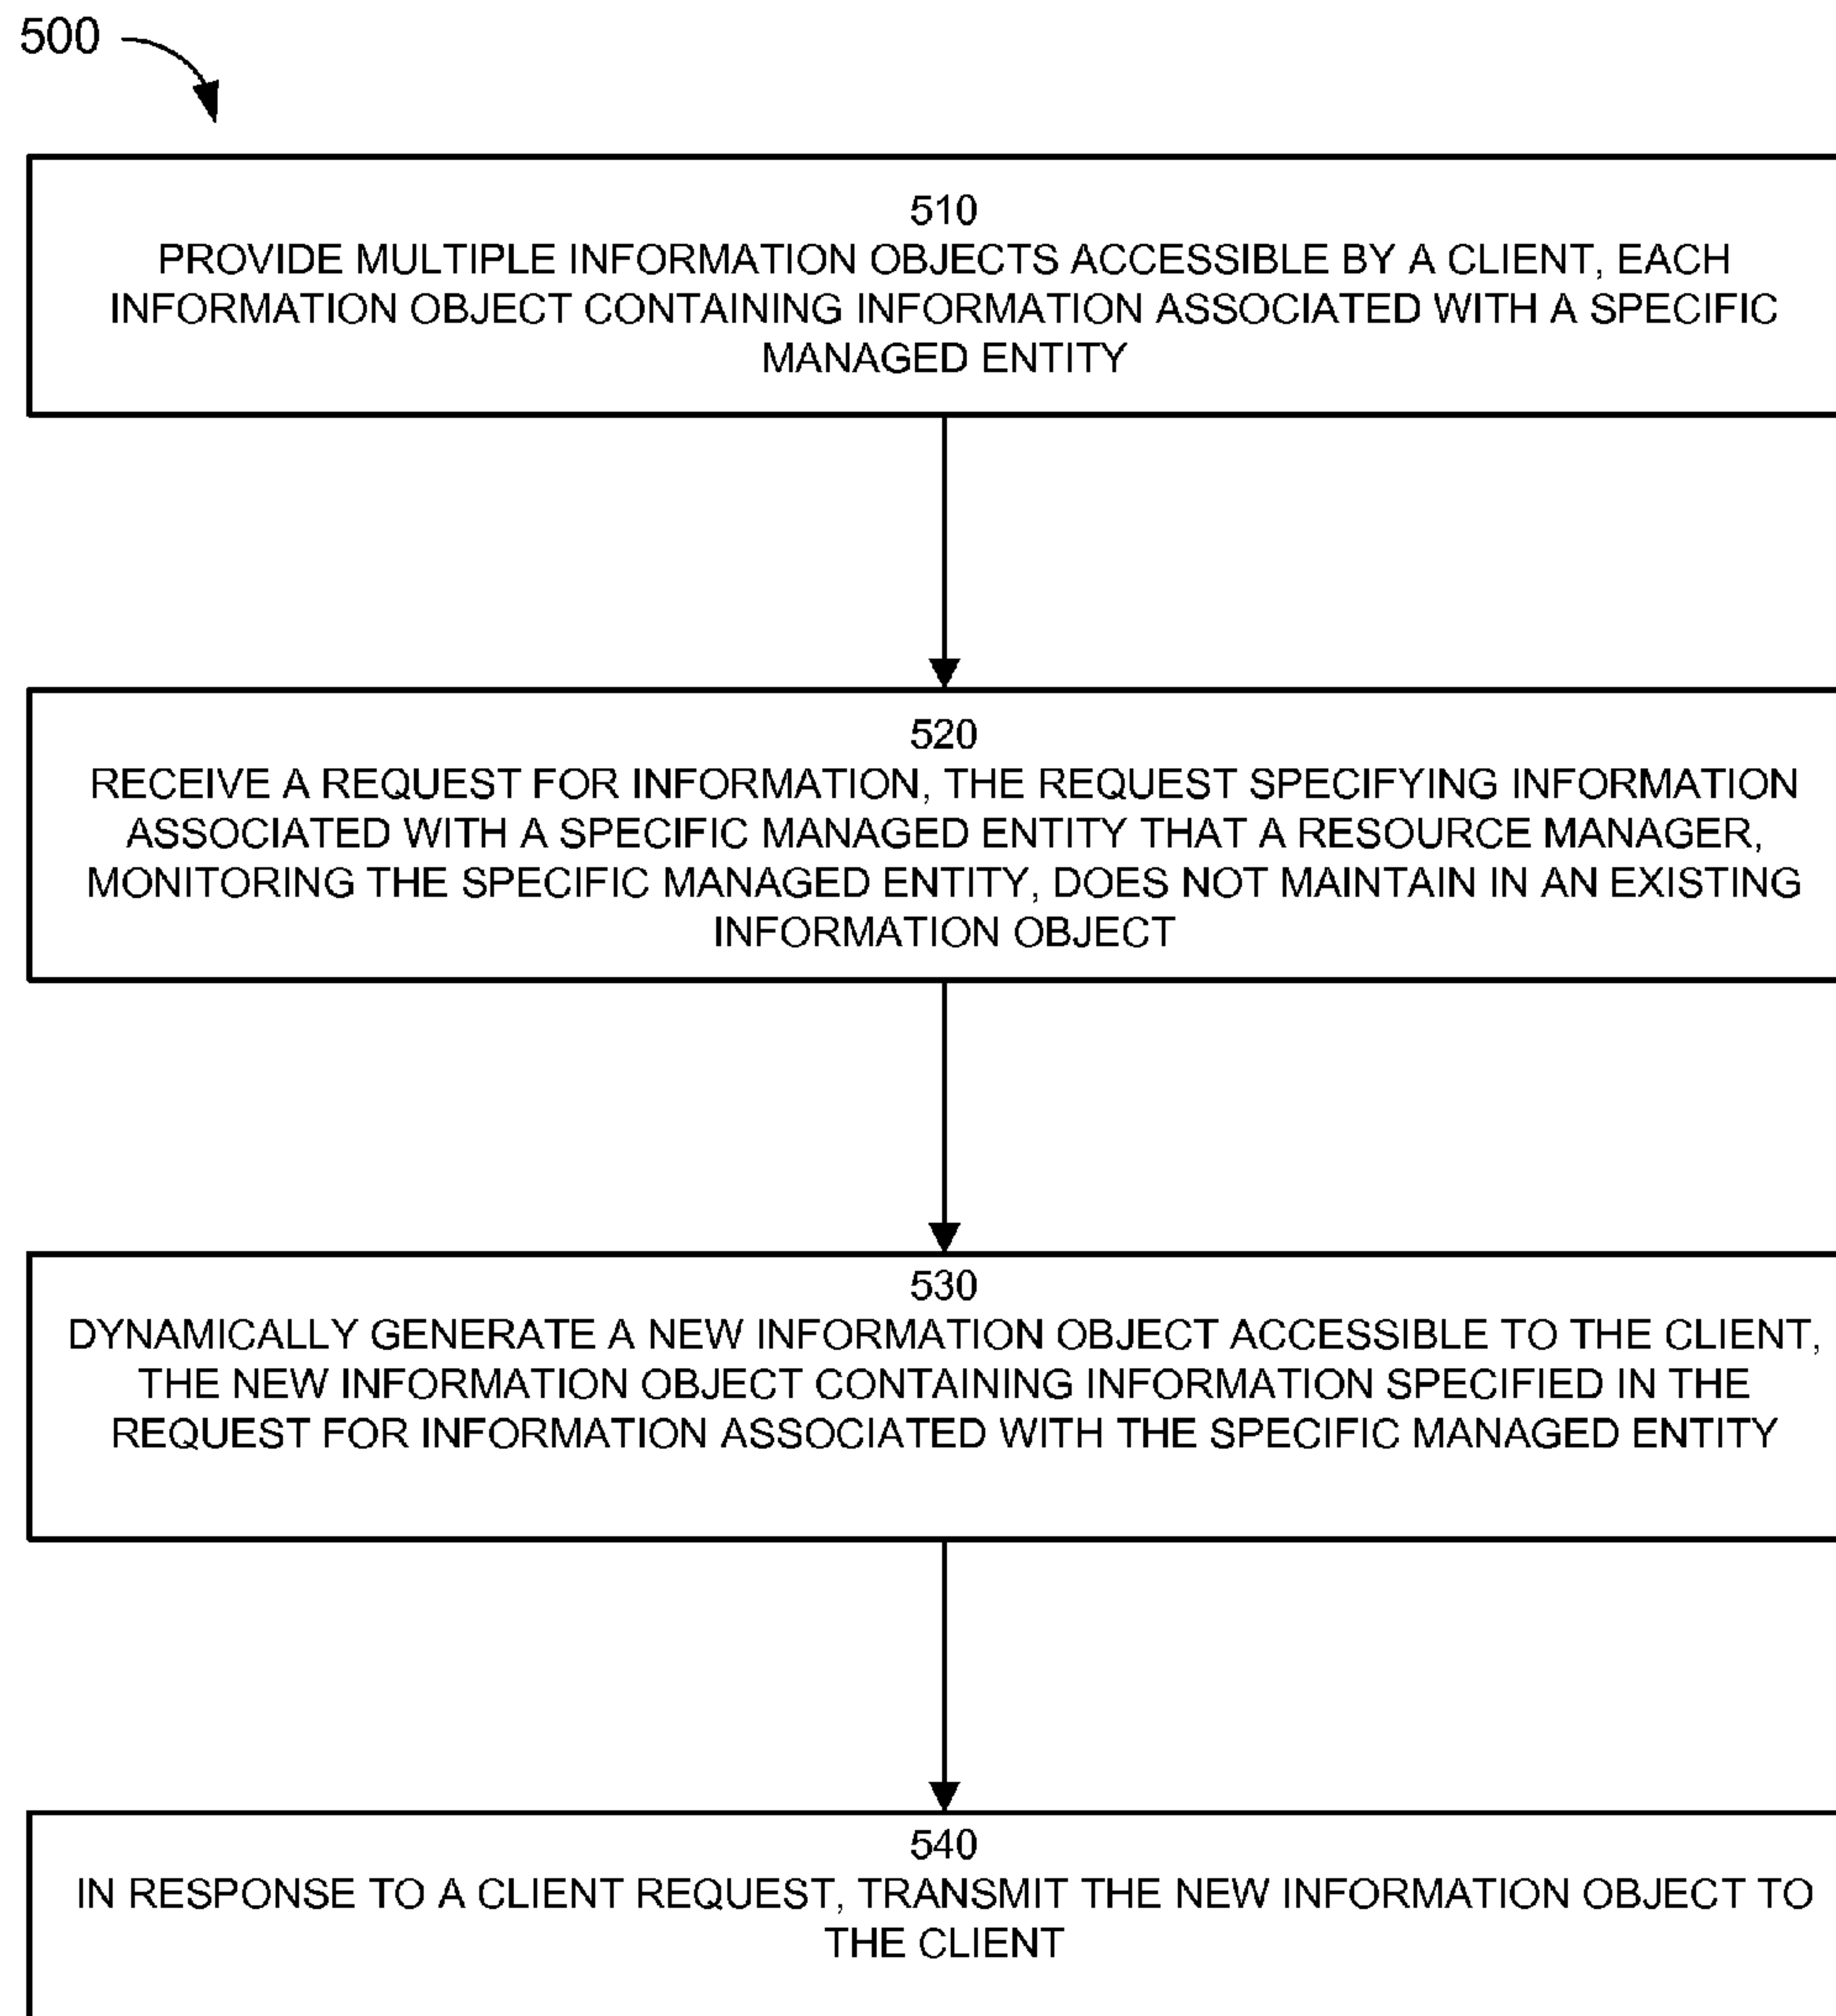 500
510
PROVIDE MULTIPLE INFORMATION OBJECTS ACCESSIBLE BY A CLIENT, EACH
INFORMATION OBJECT CONTAINING INFORMATION ASSOCIATED WITH A SPECIFIC
MANAGED ENTITY
520
RECEIVE A REQUEST FOR INFORMATION, THE REQUEST SPECIFYING INFORMATION
ASSOCIATED WITH A SPECIFIC MANAGED ENTITY THAT A RESOURCE MANAGER,
MONITORING THE SPECIFIC MANAGED ENTITY, DOES NOT MAINTAIN IN AN EXISTING
INFORMATION OBJECT
530
DYNAMICALLY GENERATE A NEW INFORMATION OBJECT ACCESSIBLE TO THE CLIENT,
THE NEW INFORMATION OBJECT CONTAINING INFORMATION SPECIFIED IN THE
REQUEST FOR INFORMATION ASSOCIATED WITH THE SPECIFIC MANAGED ENTITY
540
IN RESPONSE TO A CLIENT REQUEST, TRANSMIT THE NEW INFORMATION OBJECT TO
THE CLIENT